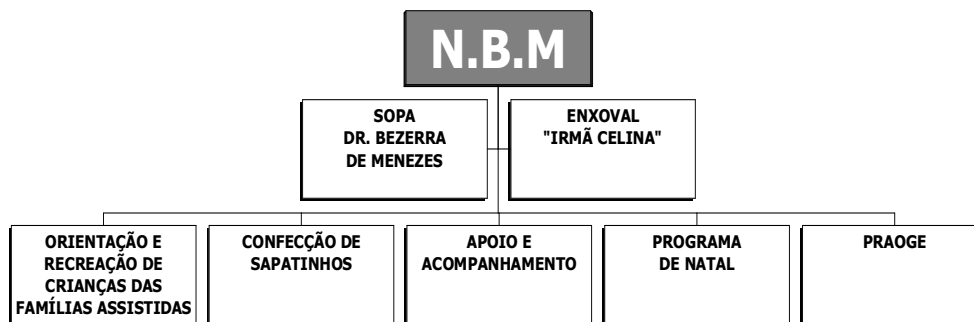 N.B.M
SOPA
DR. BEZERRA
DE MENEZES
ENXOVAL
"IRMÃ CELINA"
ORIENTAÇÃO E
RECREAÇÃO DE
CRIANÇAS DAS
FAMÍLIAS ASSISTIDAS
CONFECÇÃO DE
SAPATINHOS
APOIO E
ACOMPANHAMENTO
PROGRAMA
DE NATAL
PRAOGE